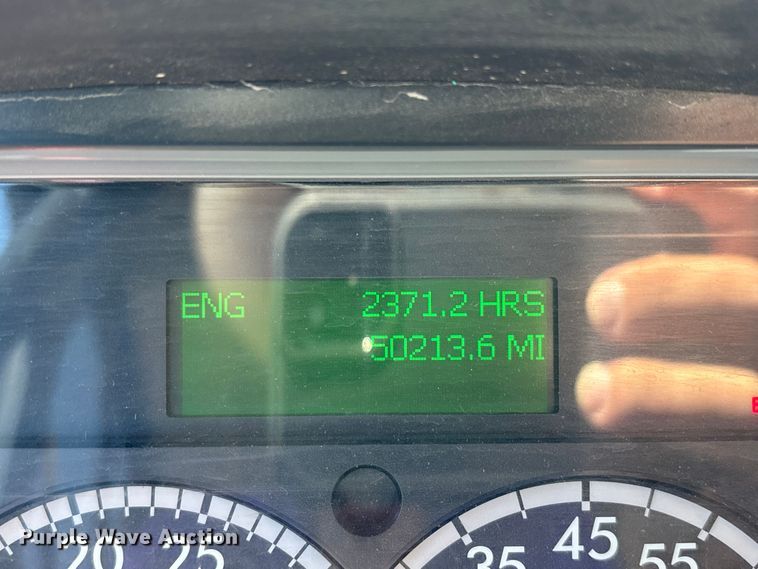 ENG 2371.2 HRS
50213.6 MI
20 25 35 45 55
Purple Wave Auction